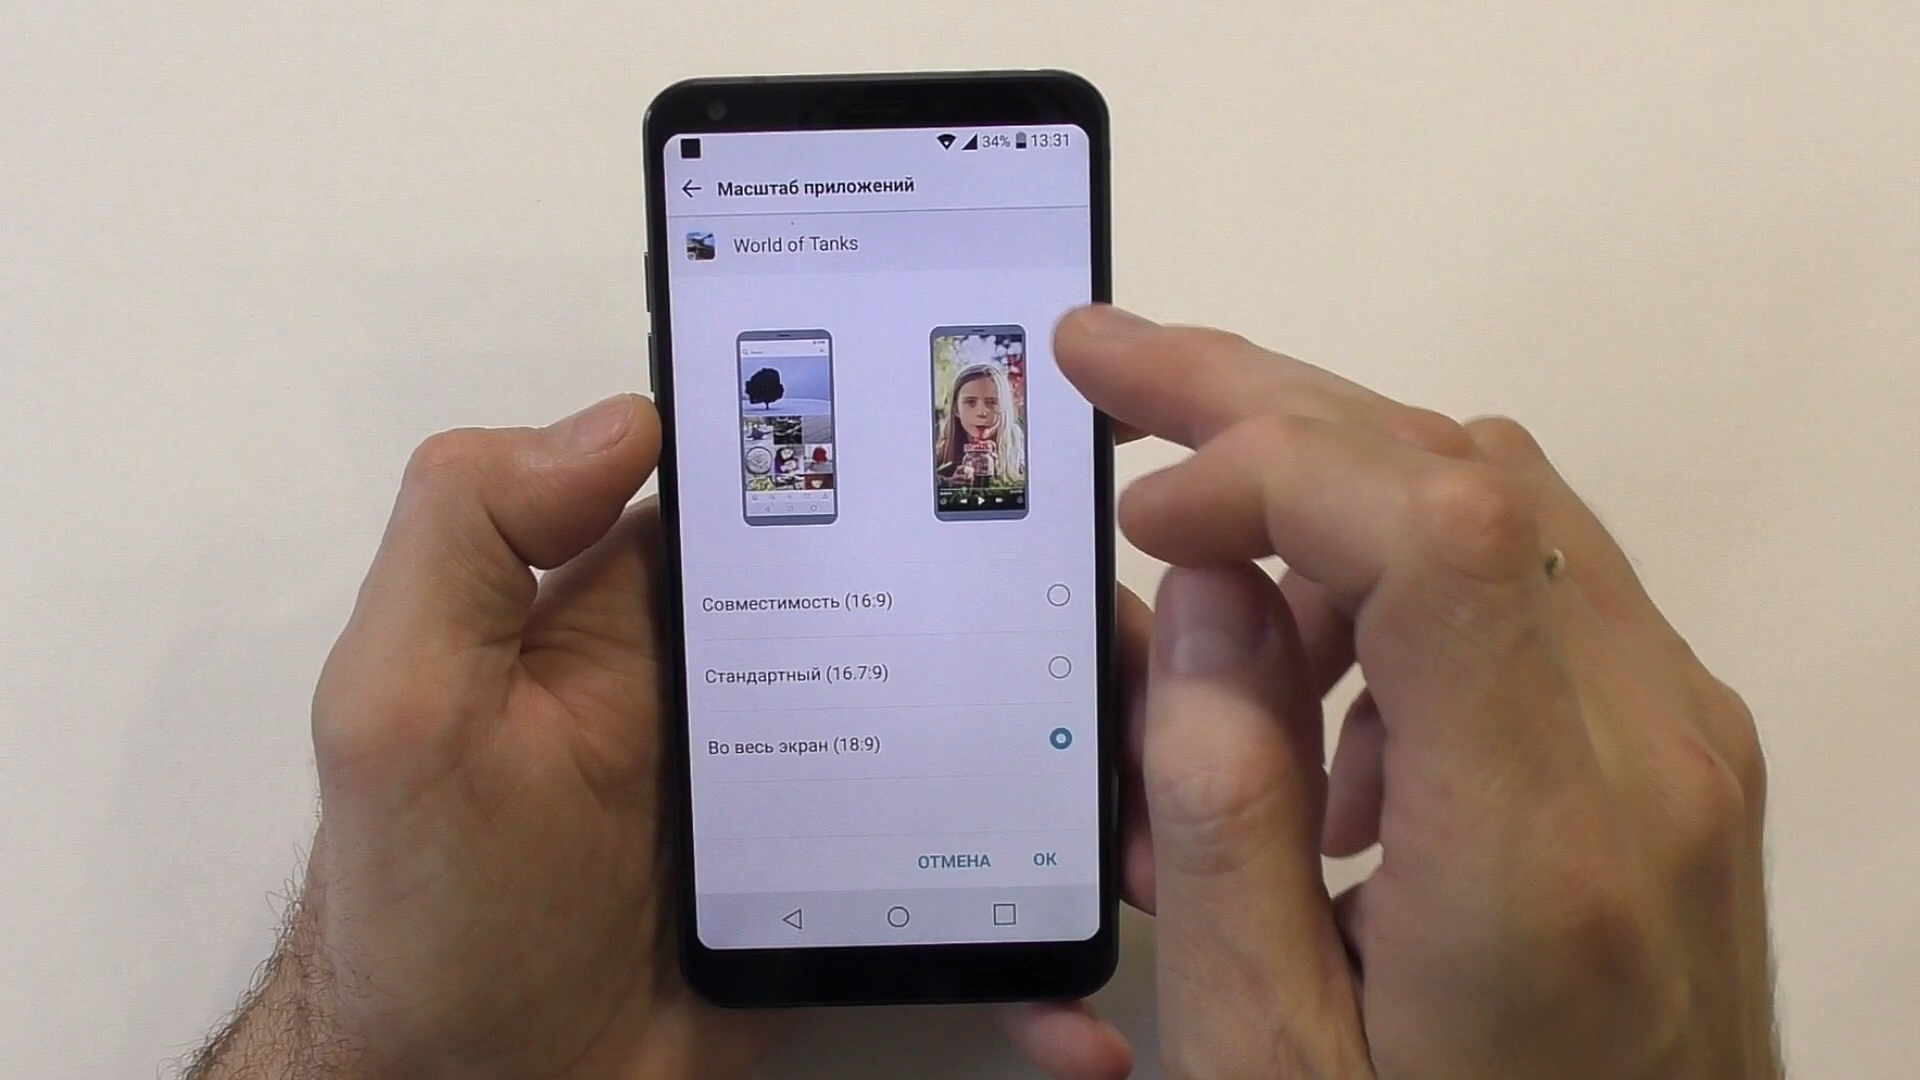 34% 13:31
Масштаб приложений
World of Tanks
Совместимость (16:9)
Стандартный (16.7:9)
Во весь экран (18:9)
ОТМЕНА OK